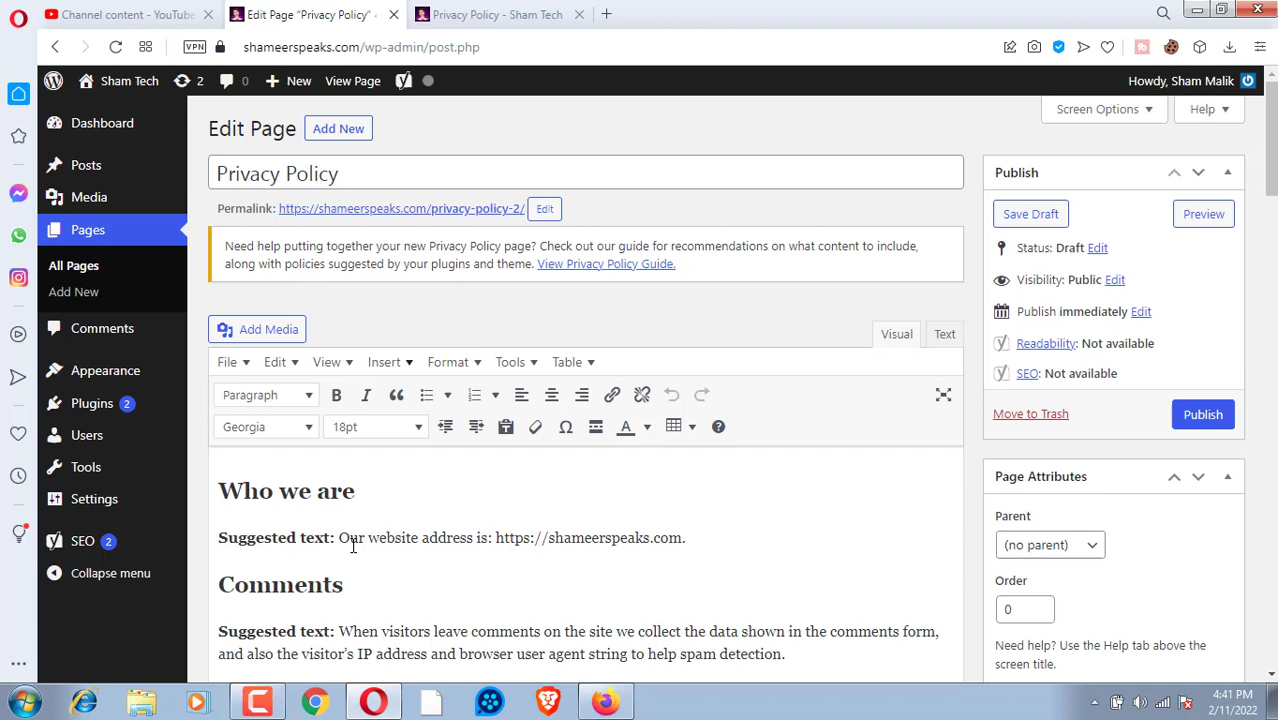 Channel content - YouTube
Edit Page “Privacy Policy”
Privacy Policy - Sham Tech
VPN
shameerspeaks.com/wp-admin/post.php
Sham Tech
2
0
New
View Page
Howdy, Sham Malik
Dashboard
Posts
Media
Pages
All Pages
Add New
Comments
Appearance
Plugins 2
Users
Tools
Settings
SEO 2
Collapse menu
Screen Options
Help
Edit Page
Add New
Privacy Policy
Permalink: https://shameerspeaks.com/privacy-policy-2/ Edit
Need help putting together your new Privacy Policy page? Check out our guide for recommendations on what content to include,
along with policies suggested by your plugins and theme. View Privacy Policy Guide.
Add Media
Visual
Text
File
Edit
View
Insert
Format
Tools
Table
Paragraph
B
I
Georgia
18pt
A
Who we are
Suggested text: Our website address is: https://shameerspeaks.com.
Comments
Suggested text: When visitors leave comments on the site we collect the data shown in the comments form,
and also the visitor’s IP address and browser user agent string to help spam detection.
Publish
Save Draft
Preview
Status: Draft Edit
Visibility: Public Edit
Publish immediately Edit
Readability: Not available
SEO: Not available
Move to Trash
Publish
Page Attributes
Parent
(no parent)
Order
0
Need help? Use the Help tab above the
screen title.
4:41 PM
2/11/2022